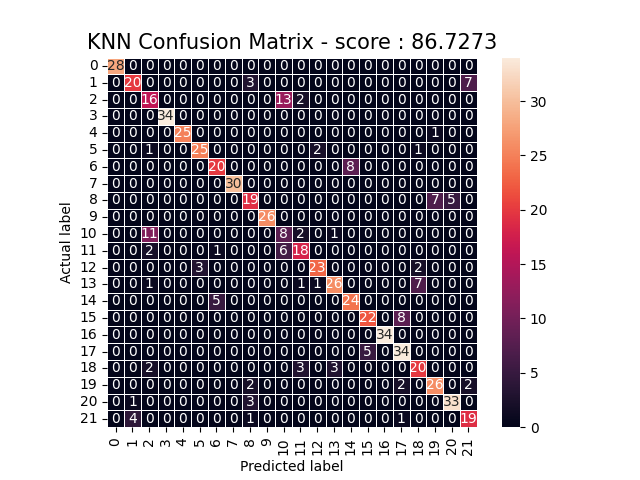 KNN Confusion Matrix - score : 86.7273
Actual label
0 28 0 0 0 0 0 0 0 0 0 0 0 0 0 0 0 0 0 0 0 0 0
1 0 20 0 0 0 0 0 0 3 0 0 0 0 0 0 0 0 0 0 0 0 7
2 0 0 16 0 0 0 0 0 0 0 13 2 0 0 0 0 0 0 0 0 0 0
3 0 0 0 34 0 0 0 0 0 0 0 0 0 0 0 0 0 0 0 0 0 0
4 0 0 0 0 25 0 0 0 0 0 0 0 0 0 0 0 0 0 0 1 0 0
5 0 0 1 0 0 25 0 0 0 0 0 0 2 0 0 0 0 0 1 0 0 0
6 0 0 0 0 0 0 20 0 0 0 0 0 0 0 8 0 0 0 0 0 0 0
7 0 0 0 0 0 0 0 30 0 0 0 0 0 0 0 0 0 0 0 0 0 0
8 0 0 0 0 0 0 0 0 19 0 0 0 0 0 0 0 0 0 0 7 5 0
9 0 0 0 0 0 0 0 0 0 26 0 0 0 0 0 0 0 0 0 0 0 0
10 0 0 11 0 0 0 0 0 0 0 8 2 0 1 0 0 0 0 0 0 0 0
11 0 0 2 0 0 0 1 0 0 0 6 18 0 0 0 0 0 0 0 0 0 0
12 0 0 0 0 0 3 0 0 0 0 0 0 23 0 0 0 0 0 2 0 0 0
13 0 0 1 0 0 0 0 0 0 0 0 1 1 26 0 0 0 0 7 0 0 0
14 0 0 0 0 0 0 5 0 0 0 0 0 0 0 24 0 0 0 0 0 0 0
15 0 0 0 0 0 0 0 0 0 0 0 0 0 0 0 22 0 8 0 0 0 0
16 0 0 0 0 0 0 0 0 0 0 0 0 0 0 0 0 34 0 0 0 0 0
17 0 0 0 0 0 0 0 0 0 0 0 0 0 0 0 5 0 34 0 0 0 0
18 0 0 2 0 0 0 0 0 0 0 0 3 0 3 0 0 0 0 20 0 0 0
19 0 0 0 0 0 0 0 0 2 0 0 0 0 0 0 0 0 2 0 26 0 2
20 0 1 0 0 0 0 0 0 3 0 0 0 0 0 0 0 0 0 0 0 33 0
21 0 4 0 0 0 0 0 0 1 0 0 0 0 0 0 0 0 1 0 0 0 19
0 1 2 3 4 5 6 7 8 9 10 11 12 13 14 15 16 17 18 19 20 21
Predicted label
30
25
20
15
10
5
0